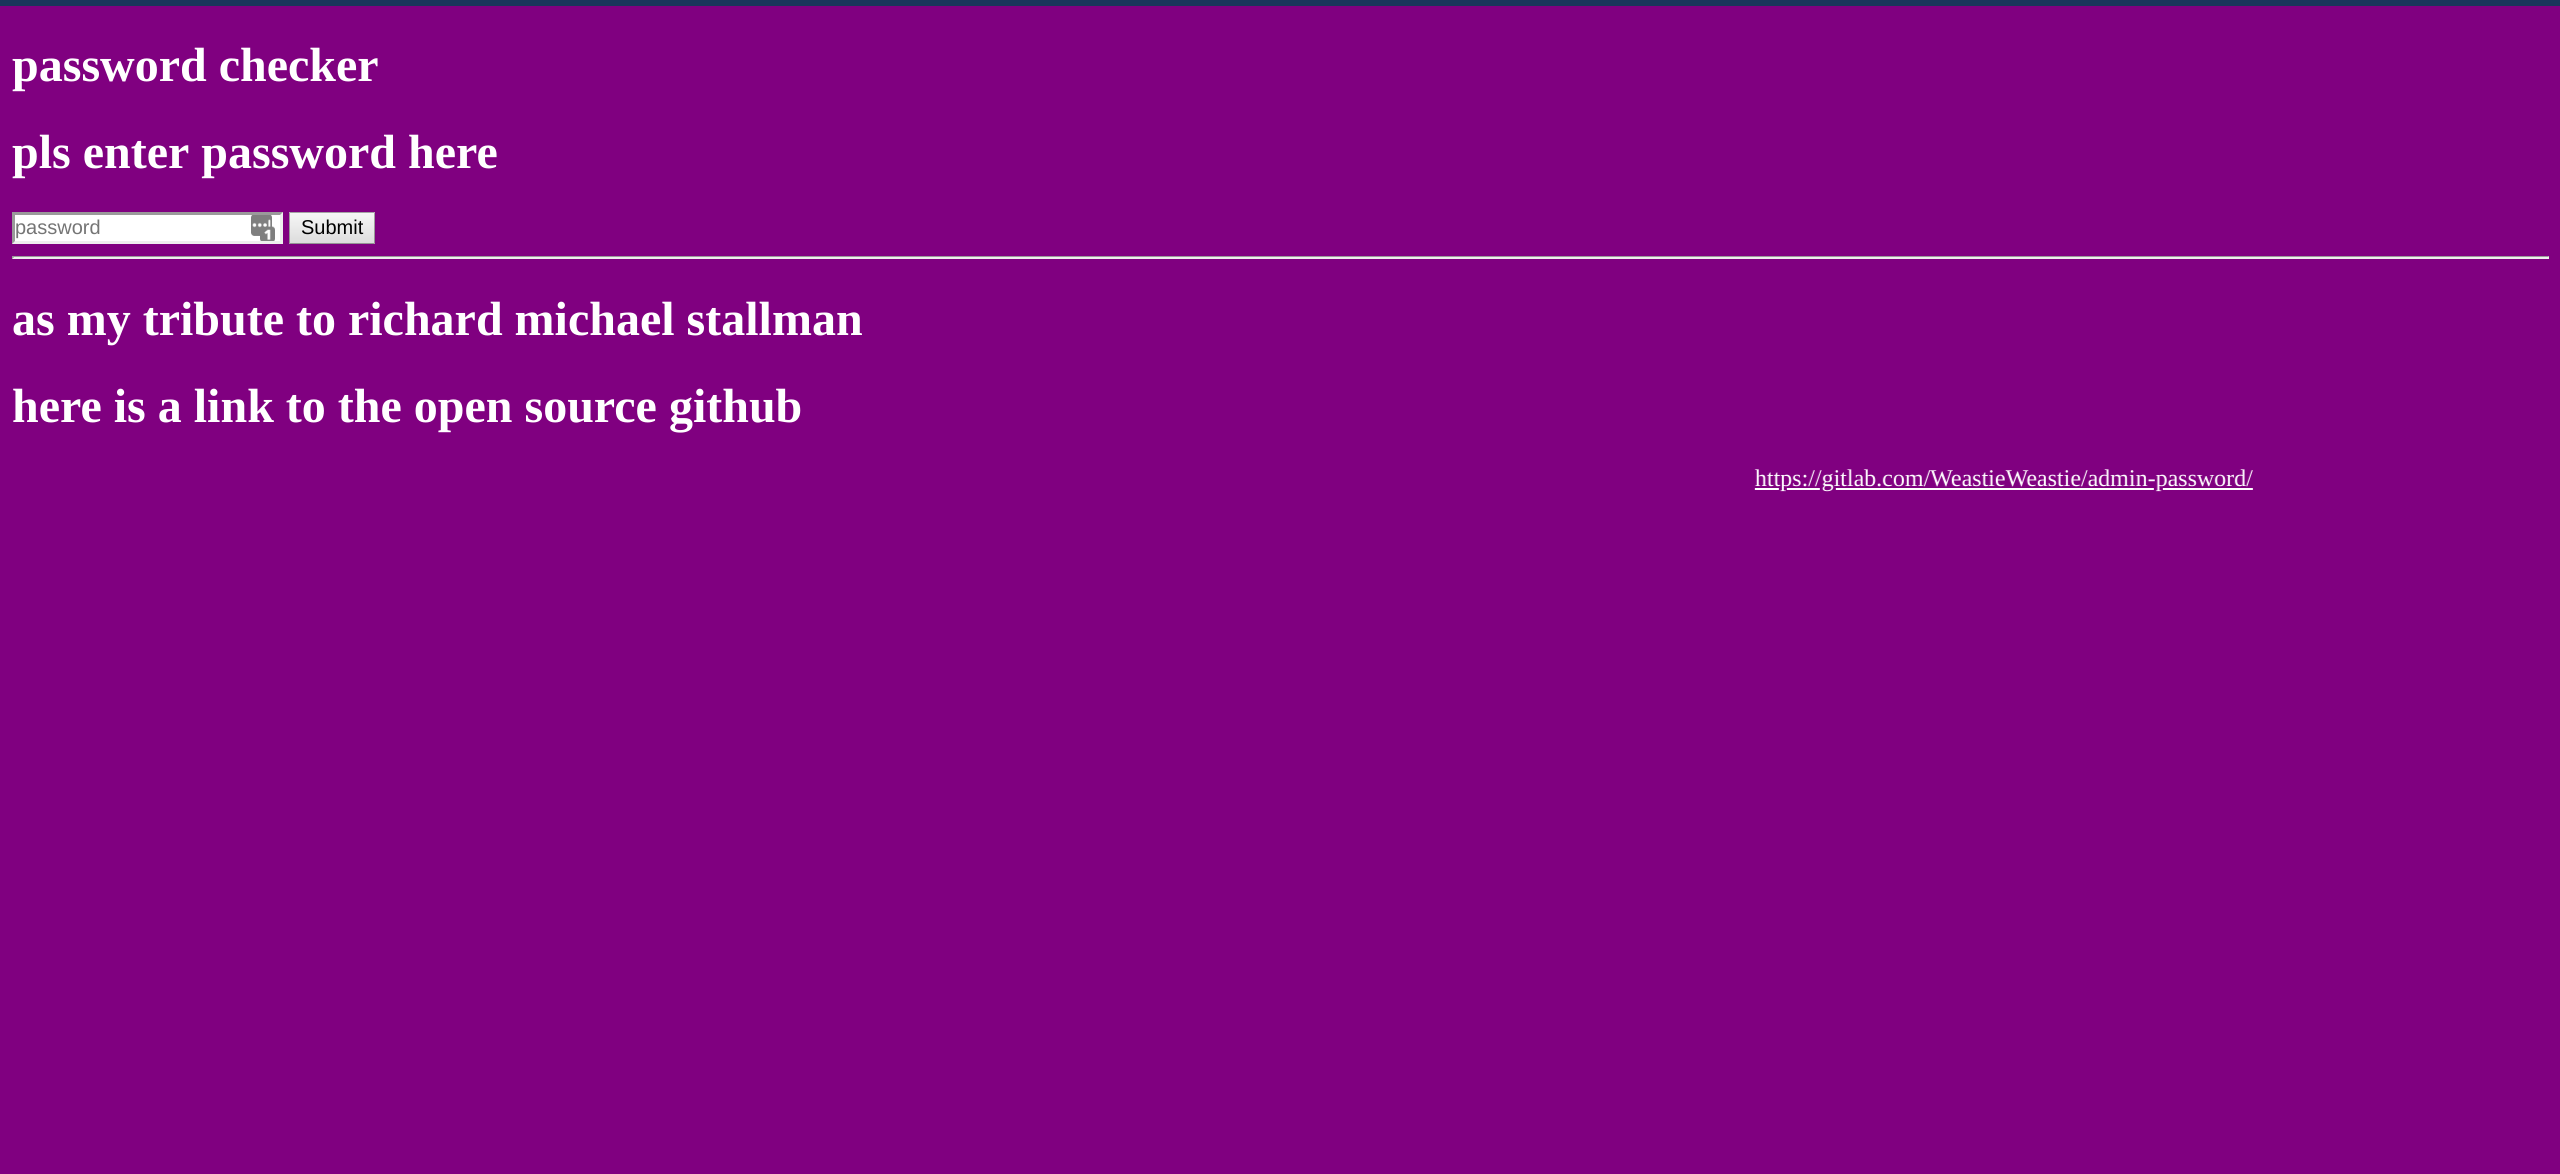 password checker
pls enter password here
password
Submit
as my tribute to richard michael stallman
here is a link to the open source github
https://gitlab.com/WeastieWeastie/admin-password/